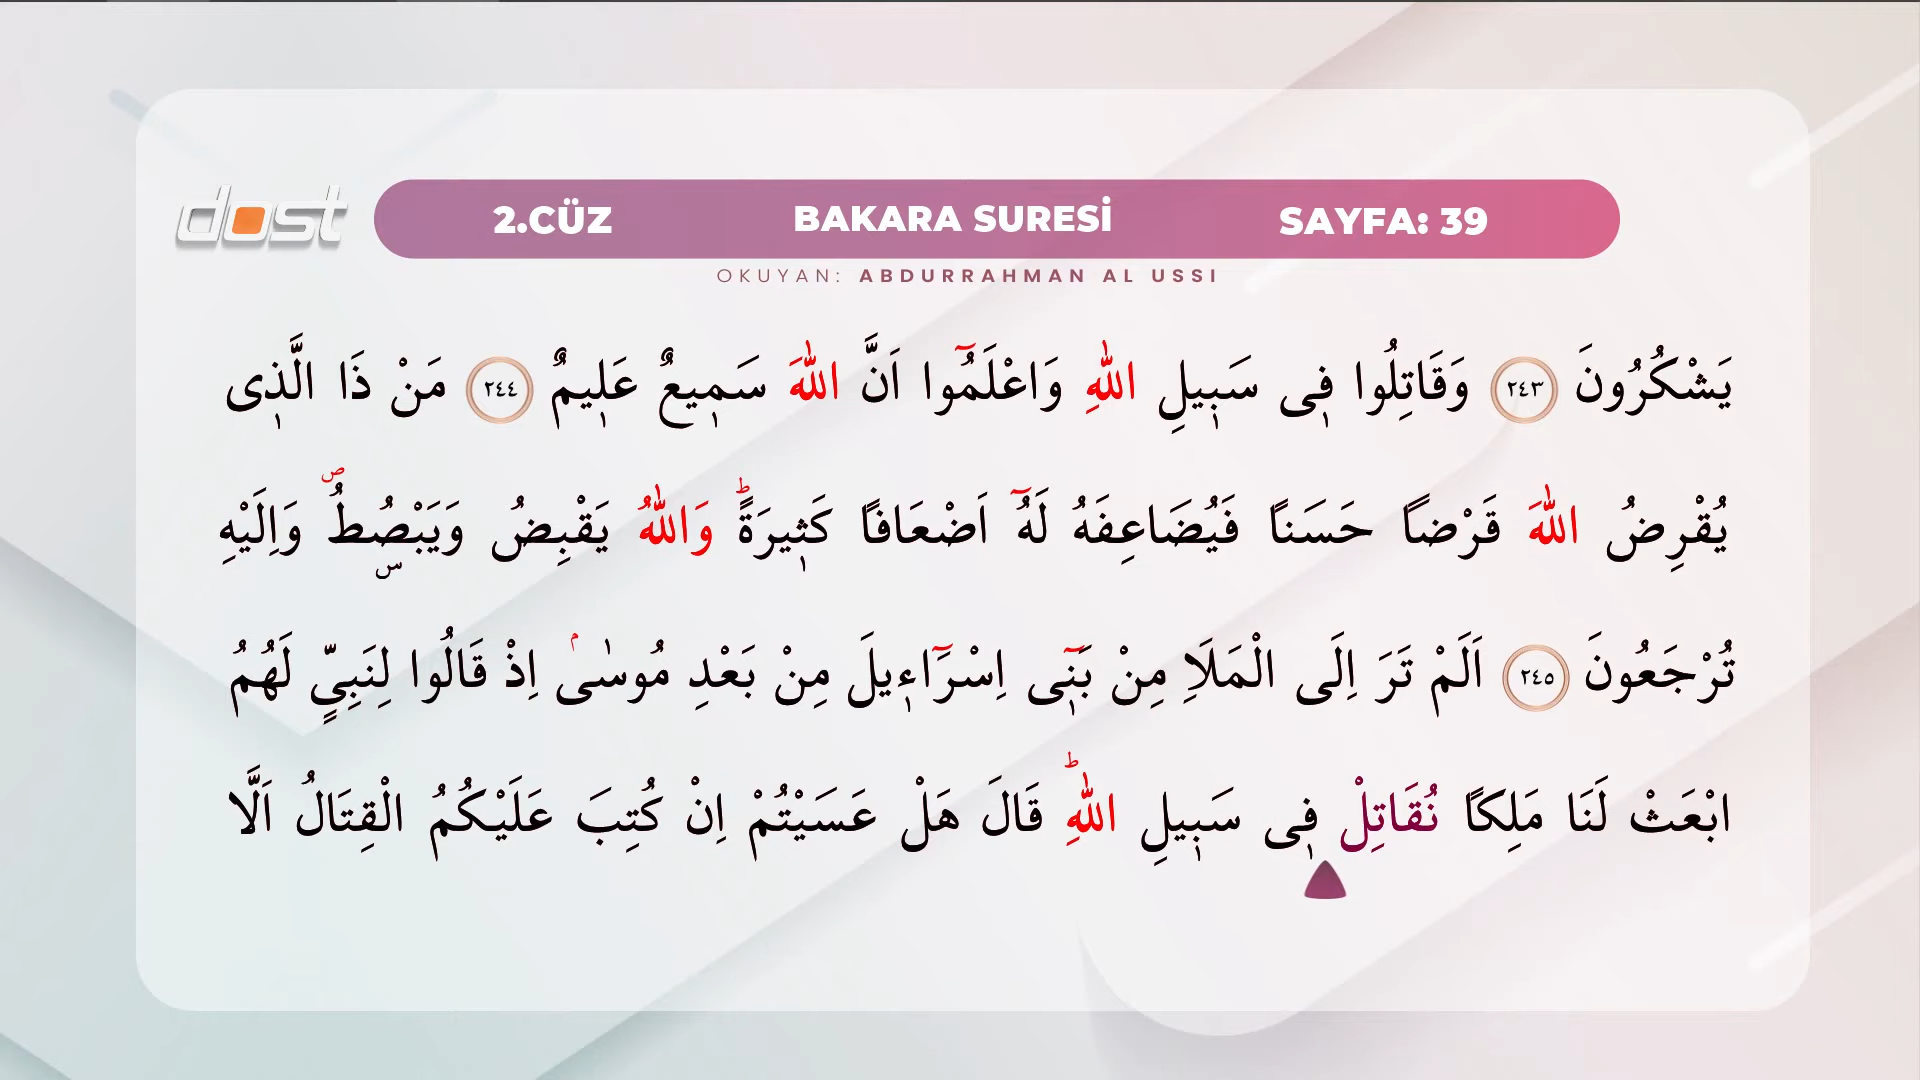 dost
2.CÜZ BAKARA SURESİ SAYFA: 39
OKUYAN: ABDURRAHMAN AL USSI
يَشْكُرُونَ ﴿٢٤٣﴾ وَقَاتِلُوا فٖى سَبٖيلِ اللّٰهِ وَاعْلَمُٓوا اَنَّ اللّٰهَ سَمٖيعٌ عَلٖيمٌ ﴿٢٤٤﴾ مَنْ ذَا الَّذٖى
يُقْرِضُ اللّٰهَ قَرْضاً حَسَناً فَيُضَاعِفَهُ لَهُٓ اَضْعَافاً كَثٖيرَةًؕ وَاللّٰهُ يَقْبِضُ وَيَبْصُۣطُۖ وَاِلَيْهِ
تُرْجَعُونَ ﴿٢٤٥﴾ اَلَمْ تَرَ اِلَى الْمَلَاِ مِنْ بَنٖٓى اِسْرَٓاءٖيلَ مِنْ بَعْدِ مُوسٰىۘ اِذْ قَالُوا لِنَبِيٍّ لَهُمُ
ابْعَثْ لَنَا مَلِكاً نُقَاتِلْ فٖى سَبٖيلِ اللّٰهِؕ قَالَ هَلْ عَسَيْتُمْ اِنْ كُتِبَ عَلَيْكُمُ الْقِتَالُ اَلَّا